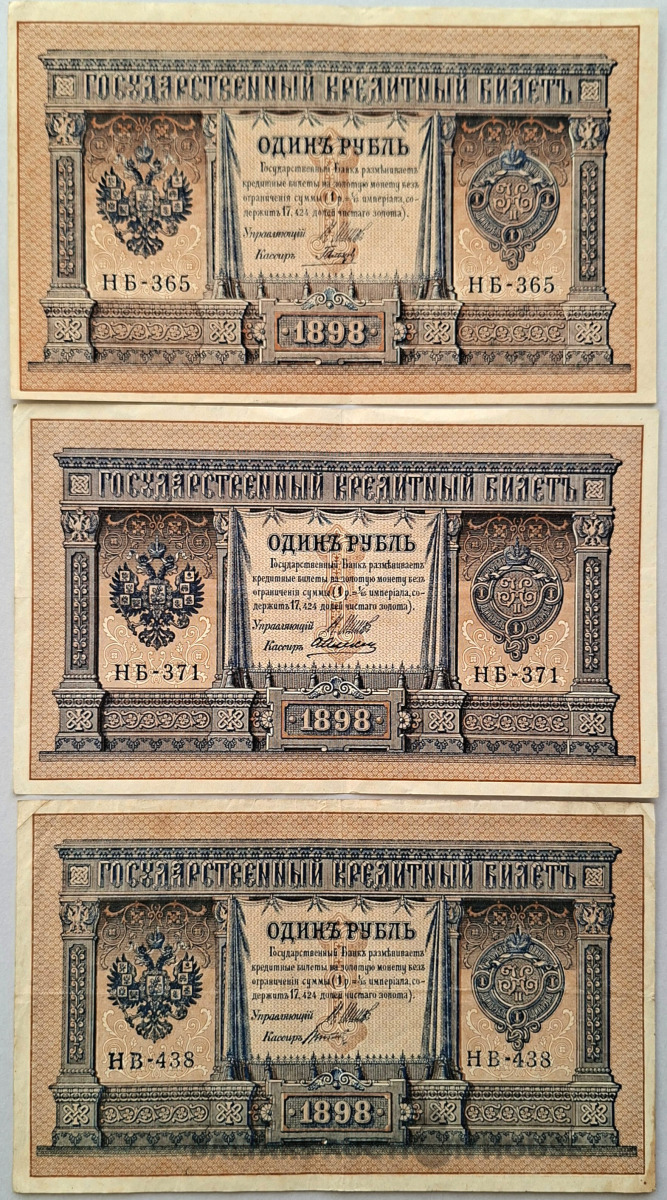 ГОСУДАРСТВЕННЫЙ КРЕДИТНЫЙ БИЛЕТЪ
ОДИНЪ РУБЛЬ
Государственный Банкъ размѣниваетъ
кредитные билеты на золотую монету безъ
ограниченія суммы (1 р.= 1/15 имперіала, со-
держитъ 17,424 долей чистаго золота).
Управляющій
Кассиръ
НБ-365 НБ-365
1898
ГОСУДАРСТВЕННЫЙ КРЕДИТНЫЙ БИЛЕТЪ
ОДИНЪ РУБЛЬ
Государственный Банкъ размѣниваетъ
кредитные билеты на золотую монету безъ
ограниченія суммы (1 р.= 1/15 имперіала, со-
держитъ 17,424 долей чистаго золота).
Управляющій
Кассиръ
НБ-371 НБ-371
1898
ГОСУДАРСТВЕННЫЙ КРЕДИТНЫЙ БИЛЕТЪ
ОДИНЪ РУБЛЬ
Государственный Банкъ размѣниваетъ
кредитные билеты на золотую монету безъ
ограниченія суммы (1 р.= 1/15 имперіала, со-
держитъ 17,424 долей чистаго золота).
Управляющій
Кассиръ
НВ-438 НВ-438
1898